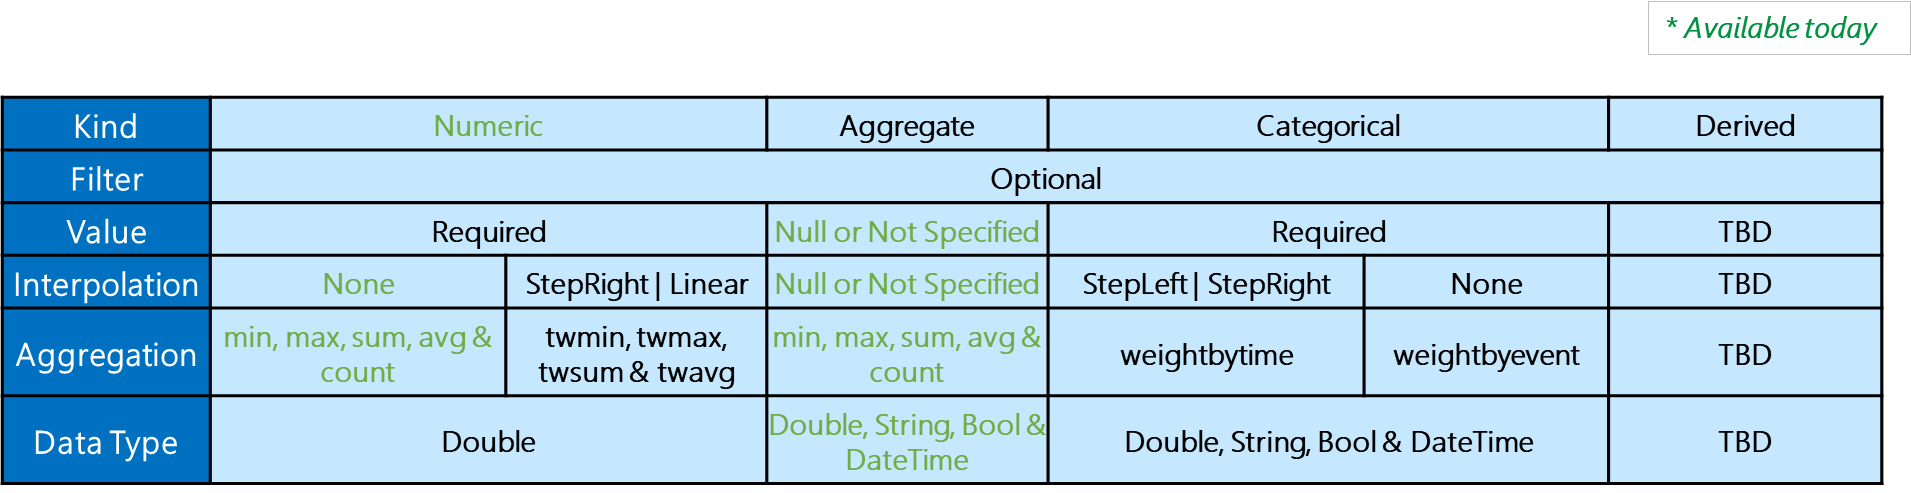 * Available today
Kind Numeric Aggregate Categorical Derived
Filter Optional
Value Required Null or Not Specified Required TBD
Interpolation None StepRight | Linear Null or Not Specified StepLeft | StepRight None TBD
Aggregation min, max, sum, avg & count twmin, twmax, twsum & twavg min, max, sum, avg & count weightbytime weightbyevent TBD
Data Type Double Double, String, Bool & DateTime Double, String, Bool & DateTime TBD